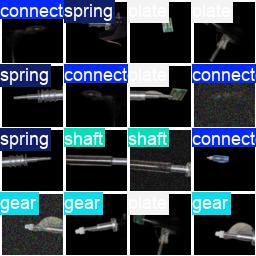 connect spring plate plate
spring connect plate connect
spring shaft shaft connect
gear gear plate gear